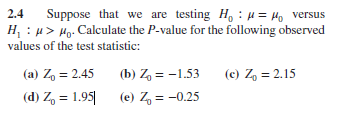 2.4 Suppose that we are testing H₀ : μ = μ₀ versus
H₁ : μ > μ₀. Calculate the P-value for the following observed
values of the test statistic:
(a) Z₀ = 2.45 (b) Z₀ = −1.53 (c) Z₀ = 2.15
(d) Z₀ = 1.95| (e) Z₀ = −0.25